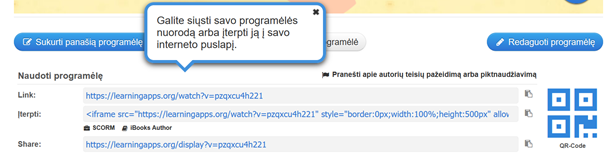 Galite siųsti savo programėlės
nuorodą arba įterpti ją į savo
interneto puslapį.
Sukurti panašią programėlę
gramėlė
Redaguoti programėlę
Naudoti programėlę
Pranešti apie autorių teisių pažeidimą arba piktnaudžiavimą
Link: https://learningapps.org/watch?v=pzqxcu4h221
Įterpti: <iframe src="https://learningapps.org/watch?v=pzqxcu4h221" style="border:0px;width:100%;height:500px" allow
SCORM iBooks Author
Share: https://learningapps.org/display?v=pzqxcu4h221
QR-Code